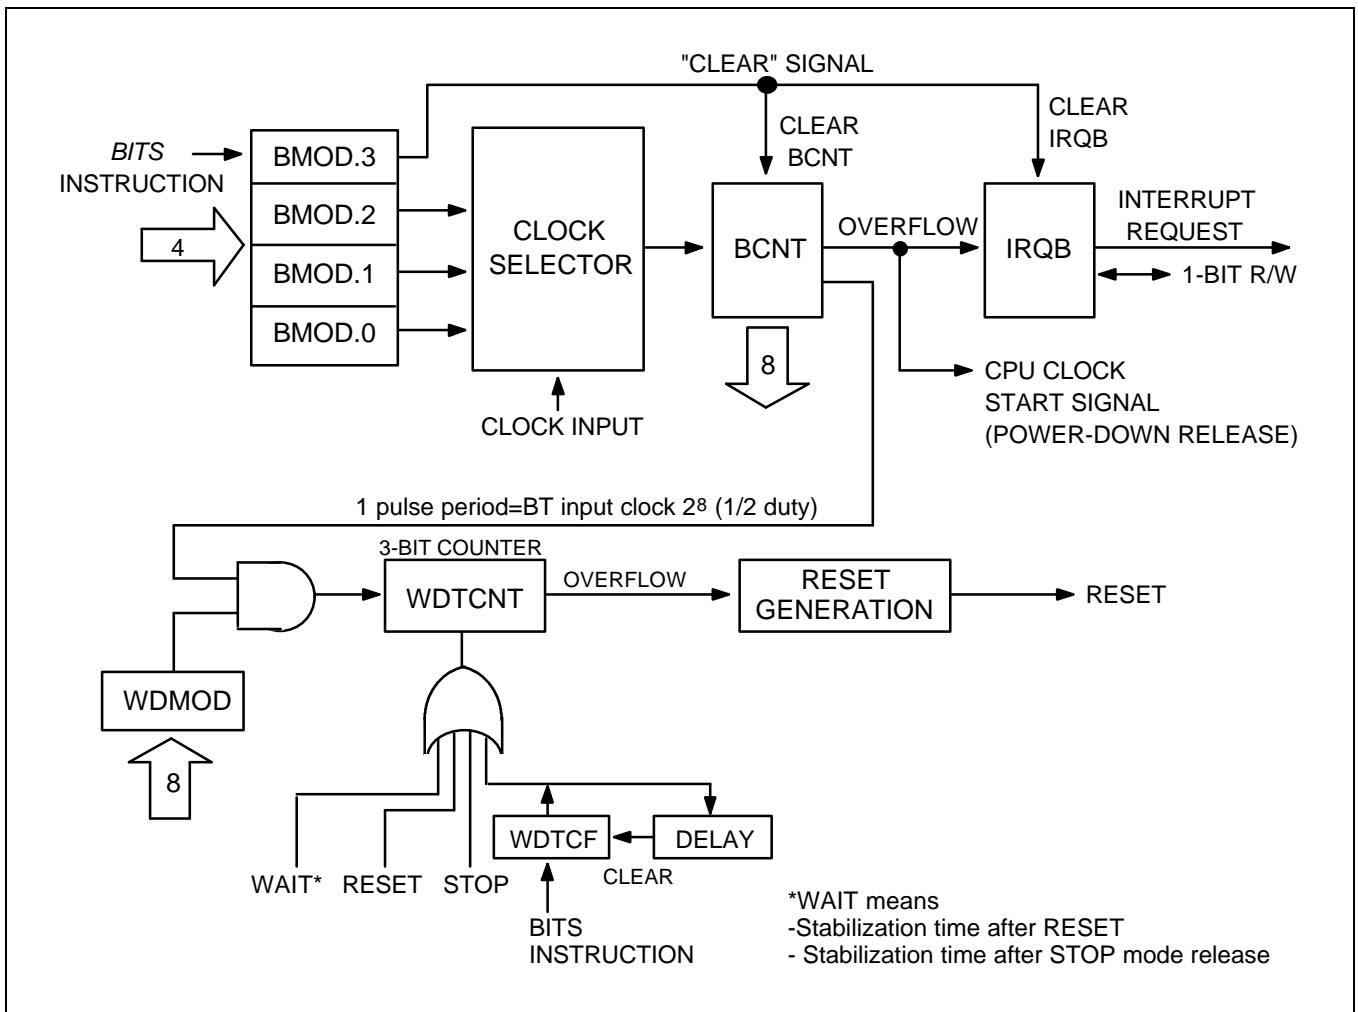 "CLEAR" SIGNAL
CLEAR
IRQB
CLEAR
BCNT
BITS
INSTRUCTION
BMOD.3
BMOD.2
BMOD.1
BMOD.0
4
CLOCK
SELECTOR
CLOCK INPUT
BCNT
8
OVERFLOW
IRQB
INTERRUPT
REQUEST
1-BIT R/W
CPU CLOCK
START SIGNAL
(POWER-DOWN RELEASE)
1 pulse period=BT input clock 2⁸ (1/2 duty)
3-BIT COUNTER
WDTCNT
OVERFLOW
RESET
GENERATION
RESET
WDMOD
8
WDTCF
DELAY
CLEAR
WAIT*
RESET
STOP
BITS
INSTRUCTION
*WAIT means
-Stabilization time after RESET
- Stabilization time after STOP mode release